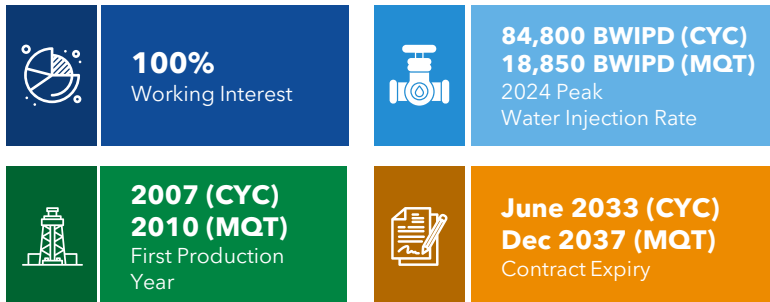 100%
Working Interest
84,800 BWIPD (CYC)
18,850 BWIPD (MQT)
2024 Peak
Water Injection Rate
2007 (CYC)
2010 (MQT)
First Production
Year
June 2033 (CYC)
Dec 2037 (MQT)
Contract Expiry